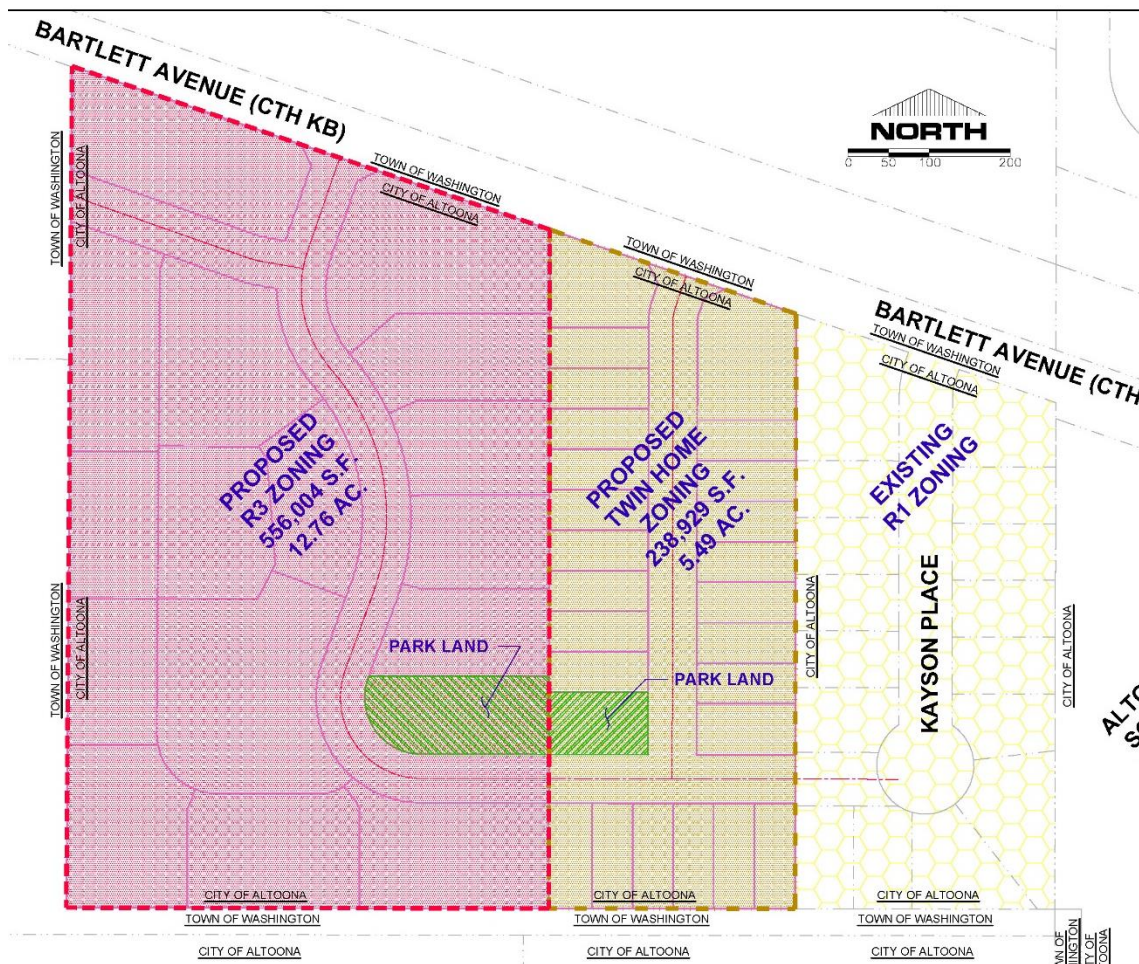 BARTLETT AVENUE (CTH KB)
TOWN OF WASHINGTON
CITY OF ALTOONA
NORTH
0 50 100 200
TOWN OF WASHINGTON
CITY OF ALTOONA
TOWN OF WASHINGTON
CITY OF ALTOONA
BARTLETT AVENUE (CTH
TOWN OF WASHINGTON
CITY OF ALTOONA
PROPOSED
R3 ZONING
556,004 S.F.
12.76 AC.
PROPOSED
TWIN HOME
ZONING
238,929 S.F.
5.49 AC.
EXISTING
R1 ZONING
KAYSON PLACE
TOWN OF WASHINGTON
CITY OF ALTOONA
CITY OF ALTOONA
CITY OF ALTOONA
PARK LAND
PARK LAND
CITY OF ALTOONA
TOWN OF WASHINGTON
CITY OF ALTOONA
CITY OF ALTOONA
TOWN OF WASHINGTON
CITY OF ALTOONA
CITY OF ALTOONA
TOWN OF WASHINGTON
CITY OF ALTOONA